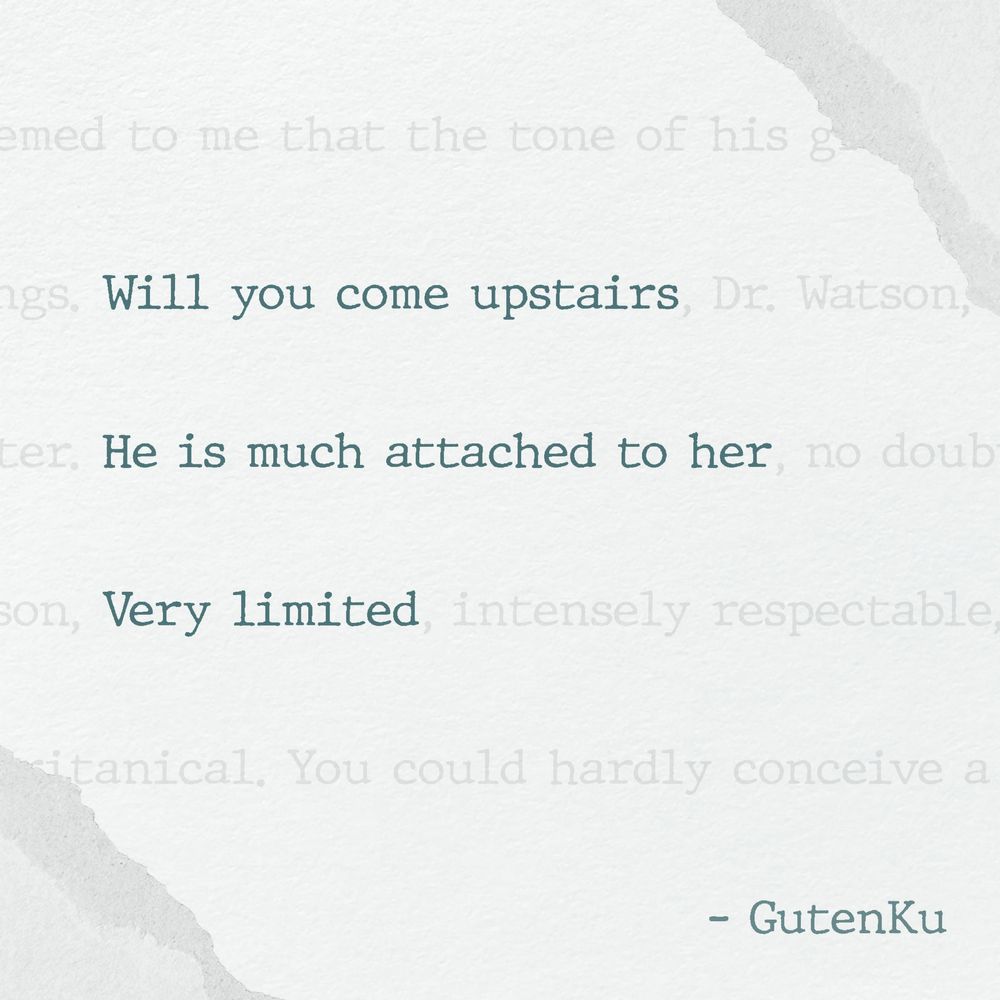 emed to me that the tone of his g
ngs. Will you come upstairs, Dr. Watson,
ter. He is much attached to her, no doub
son, Very limited, intensely respectable,
ritanical. You could hardly conceive a
- GutenKu